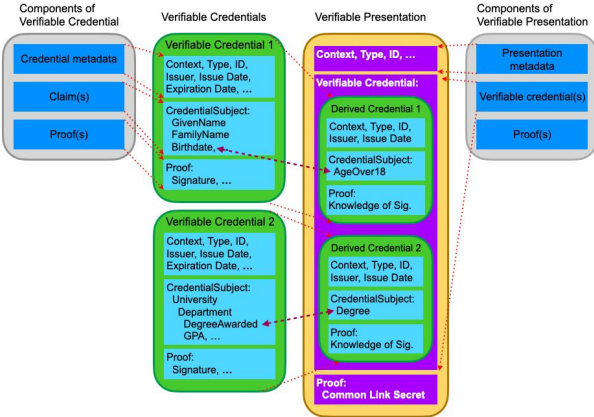 Components of
Verifiable Credential
Credential metadata
Claim(s)
Proof(s)
Verifiable Credentials
Verifiable Credential 1
Context, Type, ID,
Issuer, Issue Date,
Expiration Date, ...
CredentialSubject:
GivenName
FamilyName
Birthdate,
Proof:
Signature, ...
Verifiable Credential 2
Context, Type, ID,
Issuer, Issue Date,
Expiration Date, ...
CredentialSubject:
University
Department
DegreeAwarded
GPA, ...
Proof:
Signature, ...
Verifiable Presentation
Context, Type, ID, ...
Verifiable Credential:
Derived Credential 1
Context, Type, ID,
Issuer, Issue Date
CredentialSubject:
AgeOver18
Proof:
Knowledge of Sig.
Derived Credential 2
Context, Type, ID,
Issuer, Issue Date
CredentialSubject:
Degree
Proof:
Knowledge of Sig.
Proof:
Common Link Secret
Components of
Verifiable Presentation
Presentation
metadata
Verifiable credential(s)
Proof(s)